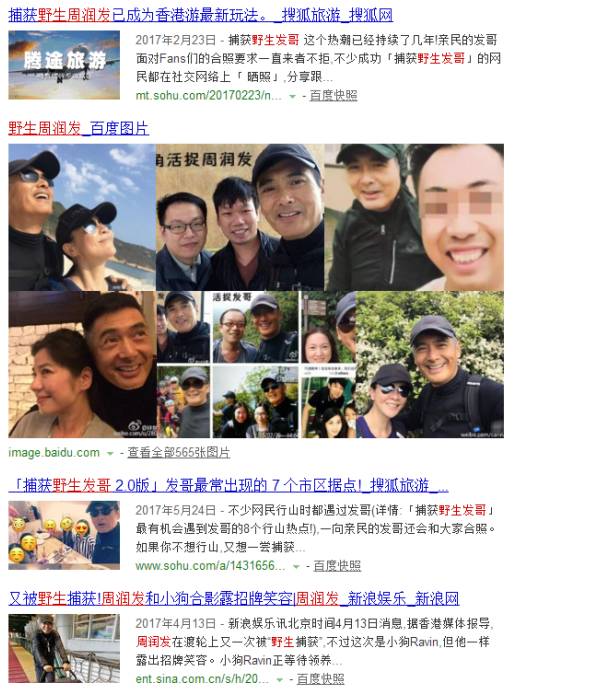 捕获野生周润发已成为香港游最新玩法。_搜狐旅游_搜狐网
腾途旅游
2017年2月23日 - 捕获野生发哥 这个热潮已经持续了几年!亲民的发哥
面对Fans们的合照要求一直来者不拒,不少成功「捕获野生发哥」的网
民都在社交网络上「 晒照」,分享跟...
mt.sohu.com/20170223/n... - 百度快照
野生周润发_百度图片
角活捉周润发
活捉发哥
image.baidu.com - 查看全部565张图片
「捕获野生发哥 2.0版」发哥最常出现的 7 个市区据点!_搜狐旅游_...
2017年5月24日 - 不少网民行山时都遇过发哥(详情:「捕获野生发哥」
最有机会遇到发哥的8个行山热点!),一向亲民的发哥还会和大家合照。
如果你不想行山,又想一尝捕获...
www.sohu.com/a/1431656... - 百度快照
又被野生捕获!周润发和小狗合影露招牌笑容|周润发_新浪娱乐_新浪网
2017年4月13日 - 新浪娱乐讯北京时间4月13日消息,据香港媒体报导,
周润发在渡轮上又一次被“野生捕获”,不过这次是小狗Ravin,但他一样
露出招牌笑容。小狗Ravin正等待领养...
ent.sina.com.cn/s/h/20... - 百度快照